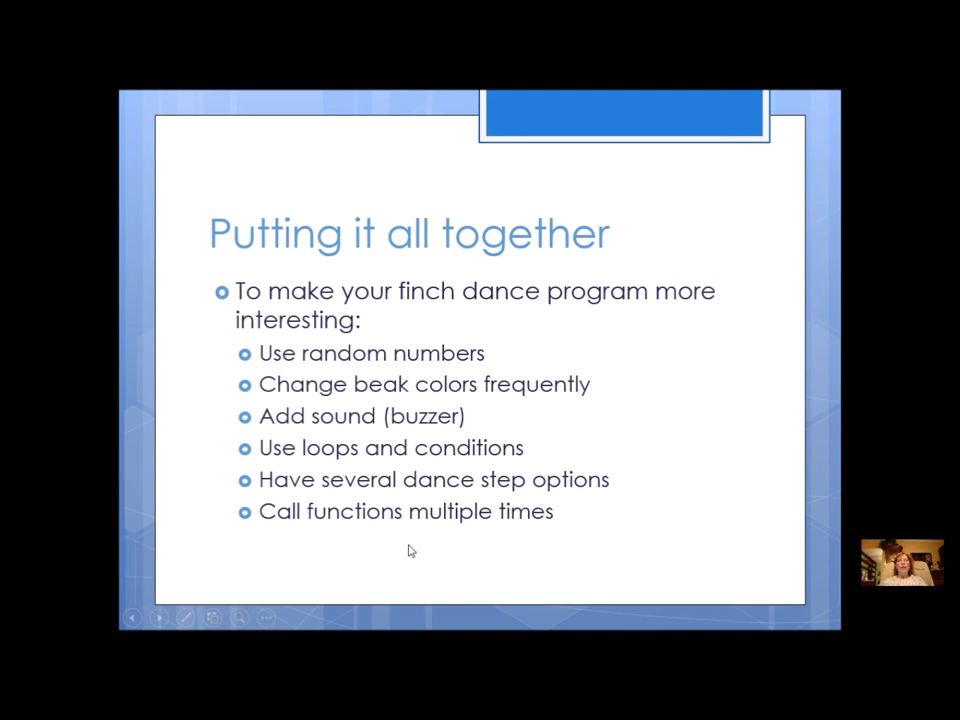 Putting it all together
To make your finch dance program more
interesting:
Use random numbers
Change beak colors frequently
Add sound (buzzer)
Use loops and conditions
Have several dance step options
Call functions multiple times